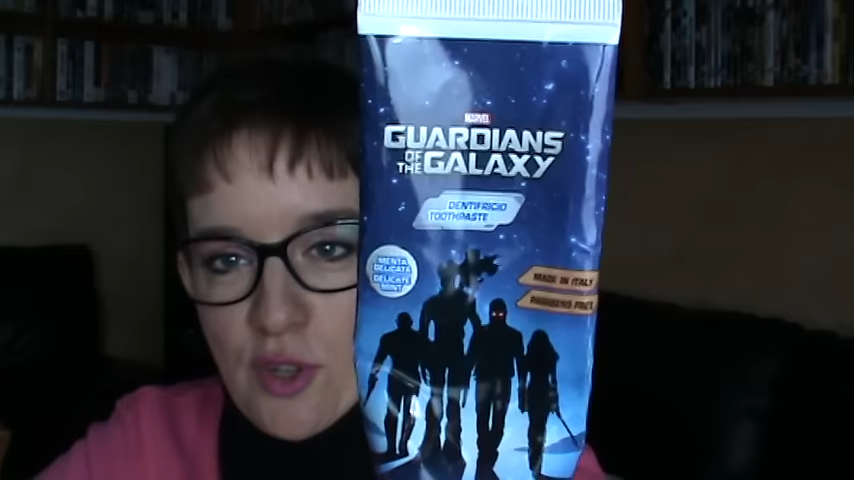 MARVEL
GUARDIANS
OF THE GALAXY
DENTIFRICIO
TOOTHPASTE
MENTA
DELICATA
DELICATE
MINT
MADE IN ITALY
PARABENS FREE